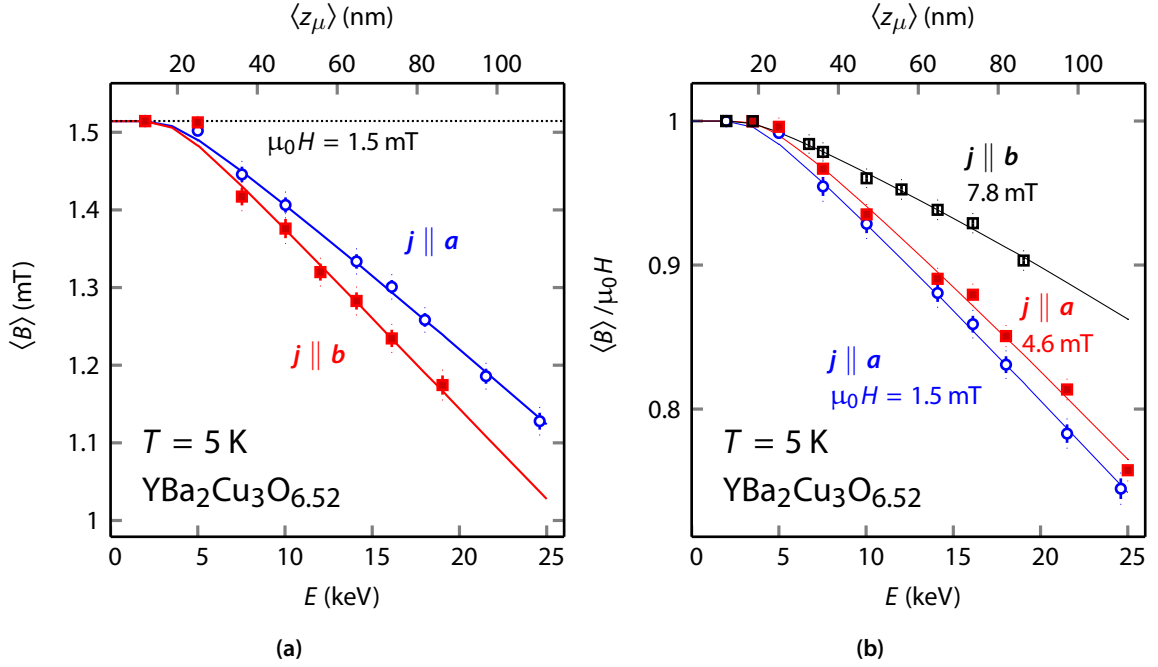 ⟨z_μ⟩ (nm)
20 40 60 80 100
1.5
1.4
1.3
1.2
1.1
1
⟨B⟩ (mT)
μ₀H = 1.5 mT
j ∥ a
j ∥ b
T = 5 K
YBa₂Cu₃O₆.₅₂
0 5 10 15 20 25
E (keV)
(a)
⟨z_μ⟩ (nm)
20 40 60 80 100
1
0.9
0.8
⟨B⟩/μ₀H
j ∥ b
7.8 mT
j ∥ a
4.6 mT
j ∥ a
μ₀H = 1.5 mT
T = 5 K
YBa₂Cu₃O₆.₅₂
0 5 10 15 20 25
E (keV)
(b)